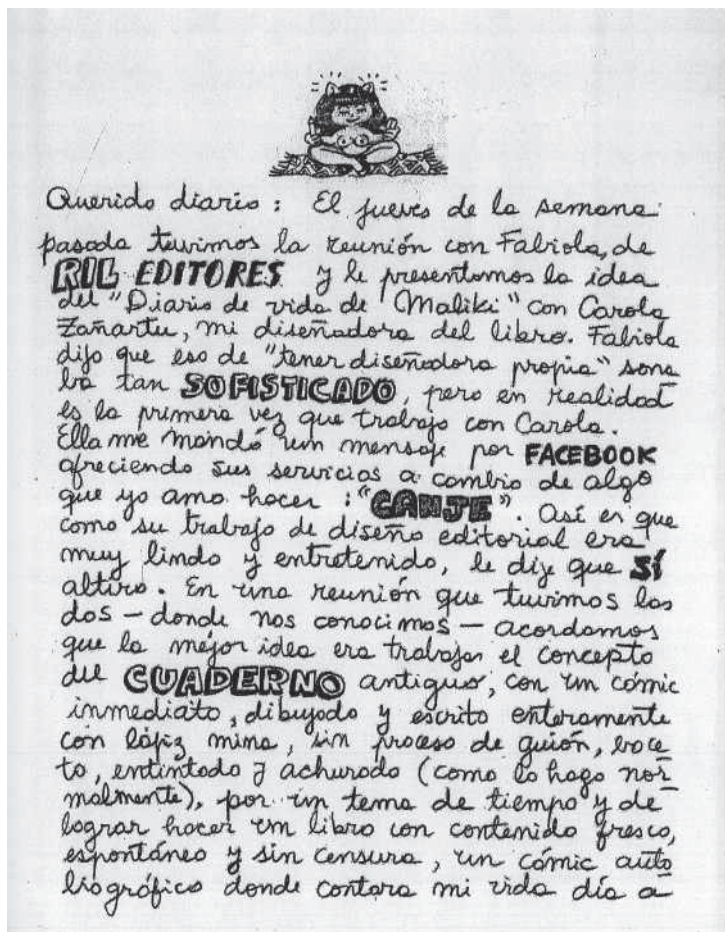 Querido diario : El jueves de la semana
pasada tuvimos la reunión con Fabiola, de
RIL EDITORES y le presentamos la idea
del "Diario de vida de Maliki" con Carola
Zañartu, mi diseñadora del libro. Fabiola
dijo que eso de "tener diseñadora propia" sona
ba tan SOFISTICADO, pero en realidad
es la primera vez que trabajo con Carola.
Ella me mandó un mensaje por FACEBOOK
ofreciendo sus servicios a cambio de algo
que yo amo hacer : "CANJE". Así es que
como su trabajo de diseño editorial era
muy lindo y entretenido, le dije que SÍ
altiro. En una reunión que tuvimos las
dos — donde nos conocimos — acordamos
que la mejor idea era trabajar el concepto
del CUADERNO antiguo, con un cómic
inmediato, dibujado y escrito enteramente
con lápiz mina, sin proceso de guión, boce
to, entintado y achurado (como lo hago nor
malmente), por un tema de tiempo y de
lograr hacer un libro con contenido fresco,
espontáneo y sin censura, un cómic auto
biográfico donde contara mi vida día a